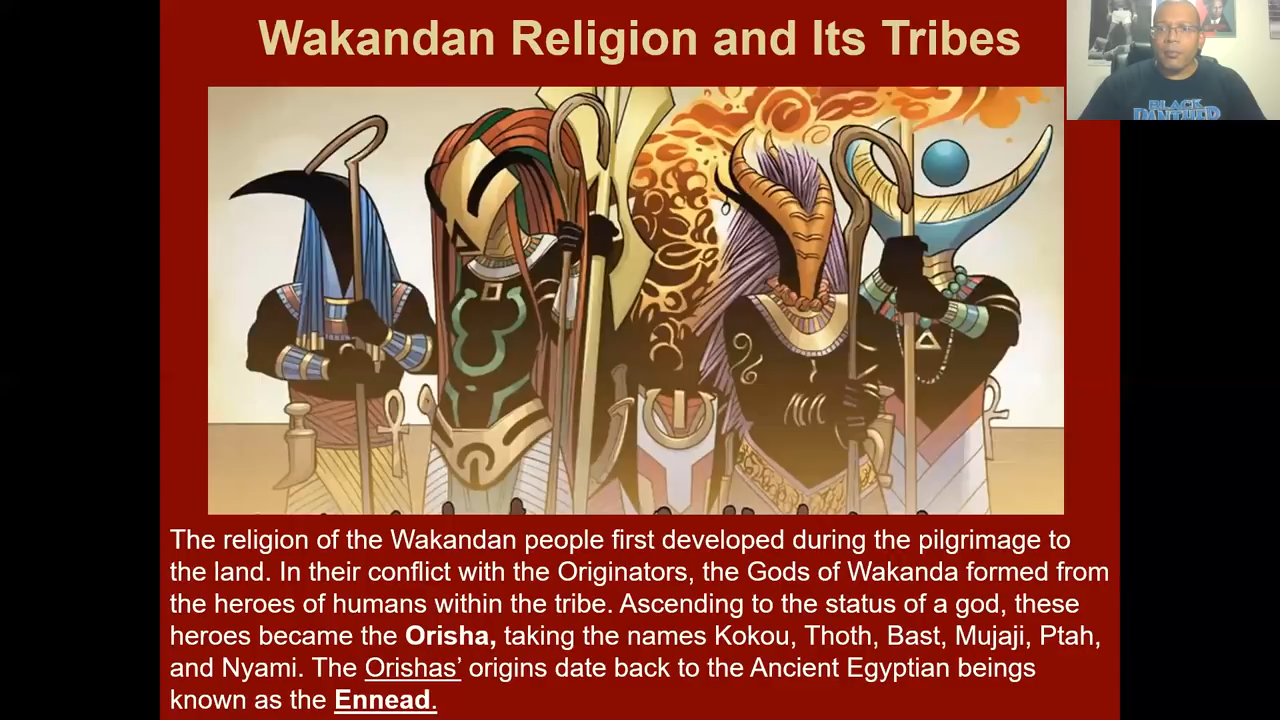 Wakandan Religion and Its Tribes
BLACK
PANTHER
The religion of the Wakandan people first developed during the pilgrimage to
the land. In their conflict with the Originators, the Gods of Wakanda formed from
the heroes of humans within the tribe. Ascending to the status of a god, these
heroes became the Orisha, taking the names Kokou, Thoth, Bast, Mujaji, Ptah,
and Nyami. The Orishas’ origins date back to the Ancient Egyptian beings
known as the Ennead.